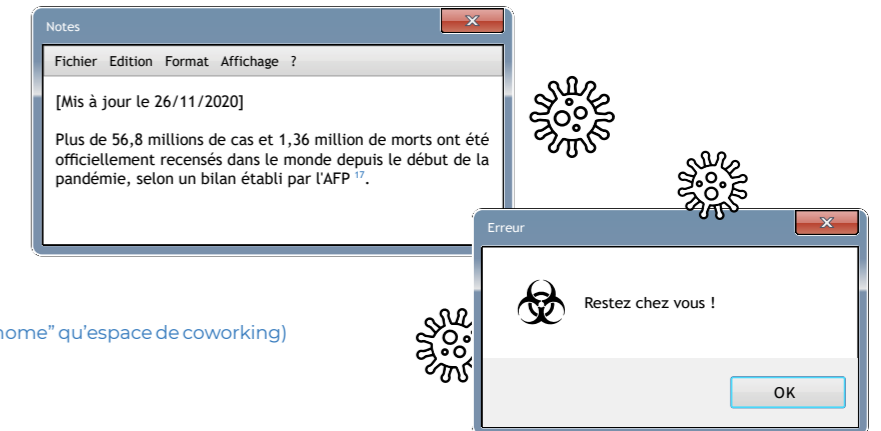 Notes
Fichier Edition Format Affichage ?
[Mis à jour le 26/11/2020]
Plus de 56,8 millions de cas et 1,36 million de morts ont été
officiellement recensés dans le monde depuis le début de la
pandémie, selon un bilan établi par l'AFP 17.
Erreur
Restez chez vous !
OK
home” qu’espace de coworking)